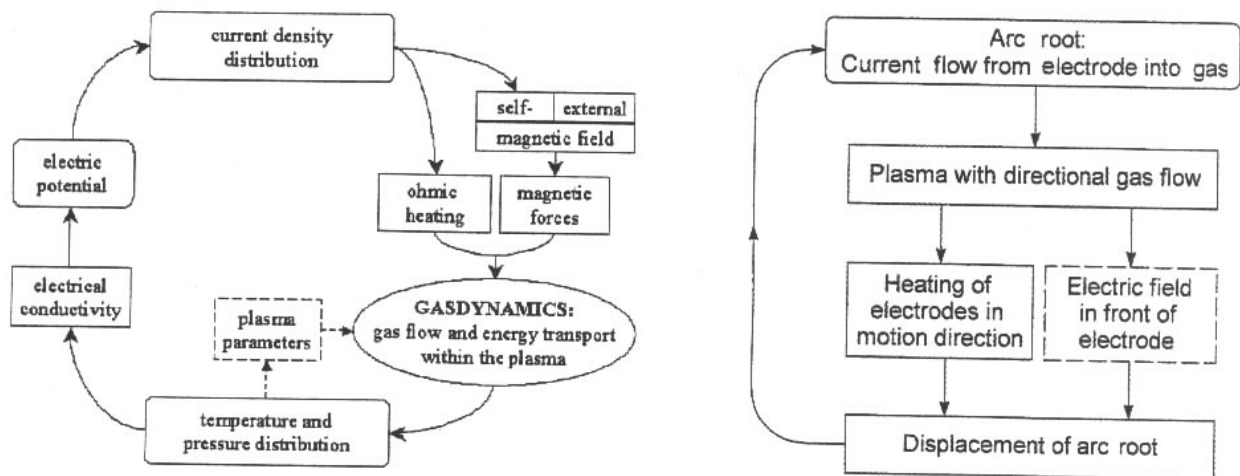 current density
distribution
self-
external
magnetic field
electric
potential
ohmic
heating
magnetic
forces
electrical
conductivity
plasma
parameters
GASDYNAMICS:
gas flow and energy transport
within the plasma
temperature and
pressure distribution
Arc root:
Current flow from electrode into gas
Plasma with directional gas flow
Heating of
electrodes in
motion direction
Electric field
in front of
electrode
Displacement of arc root